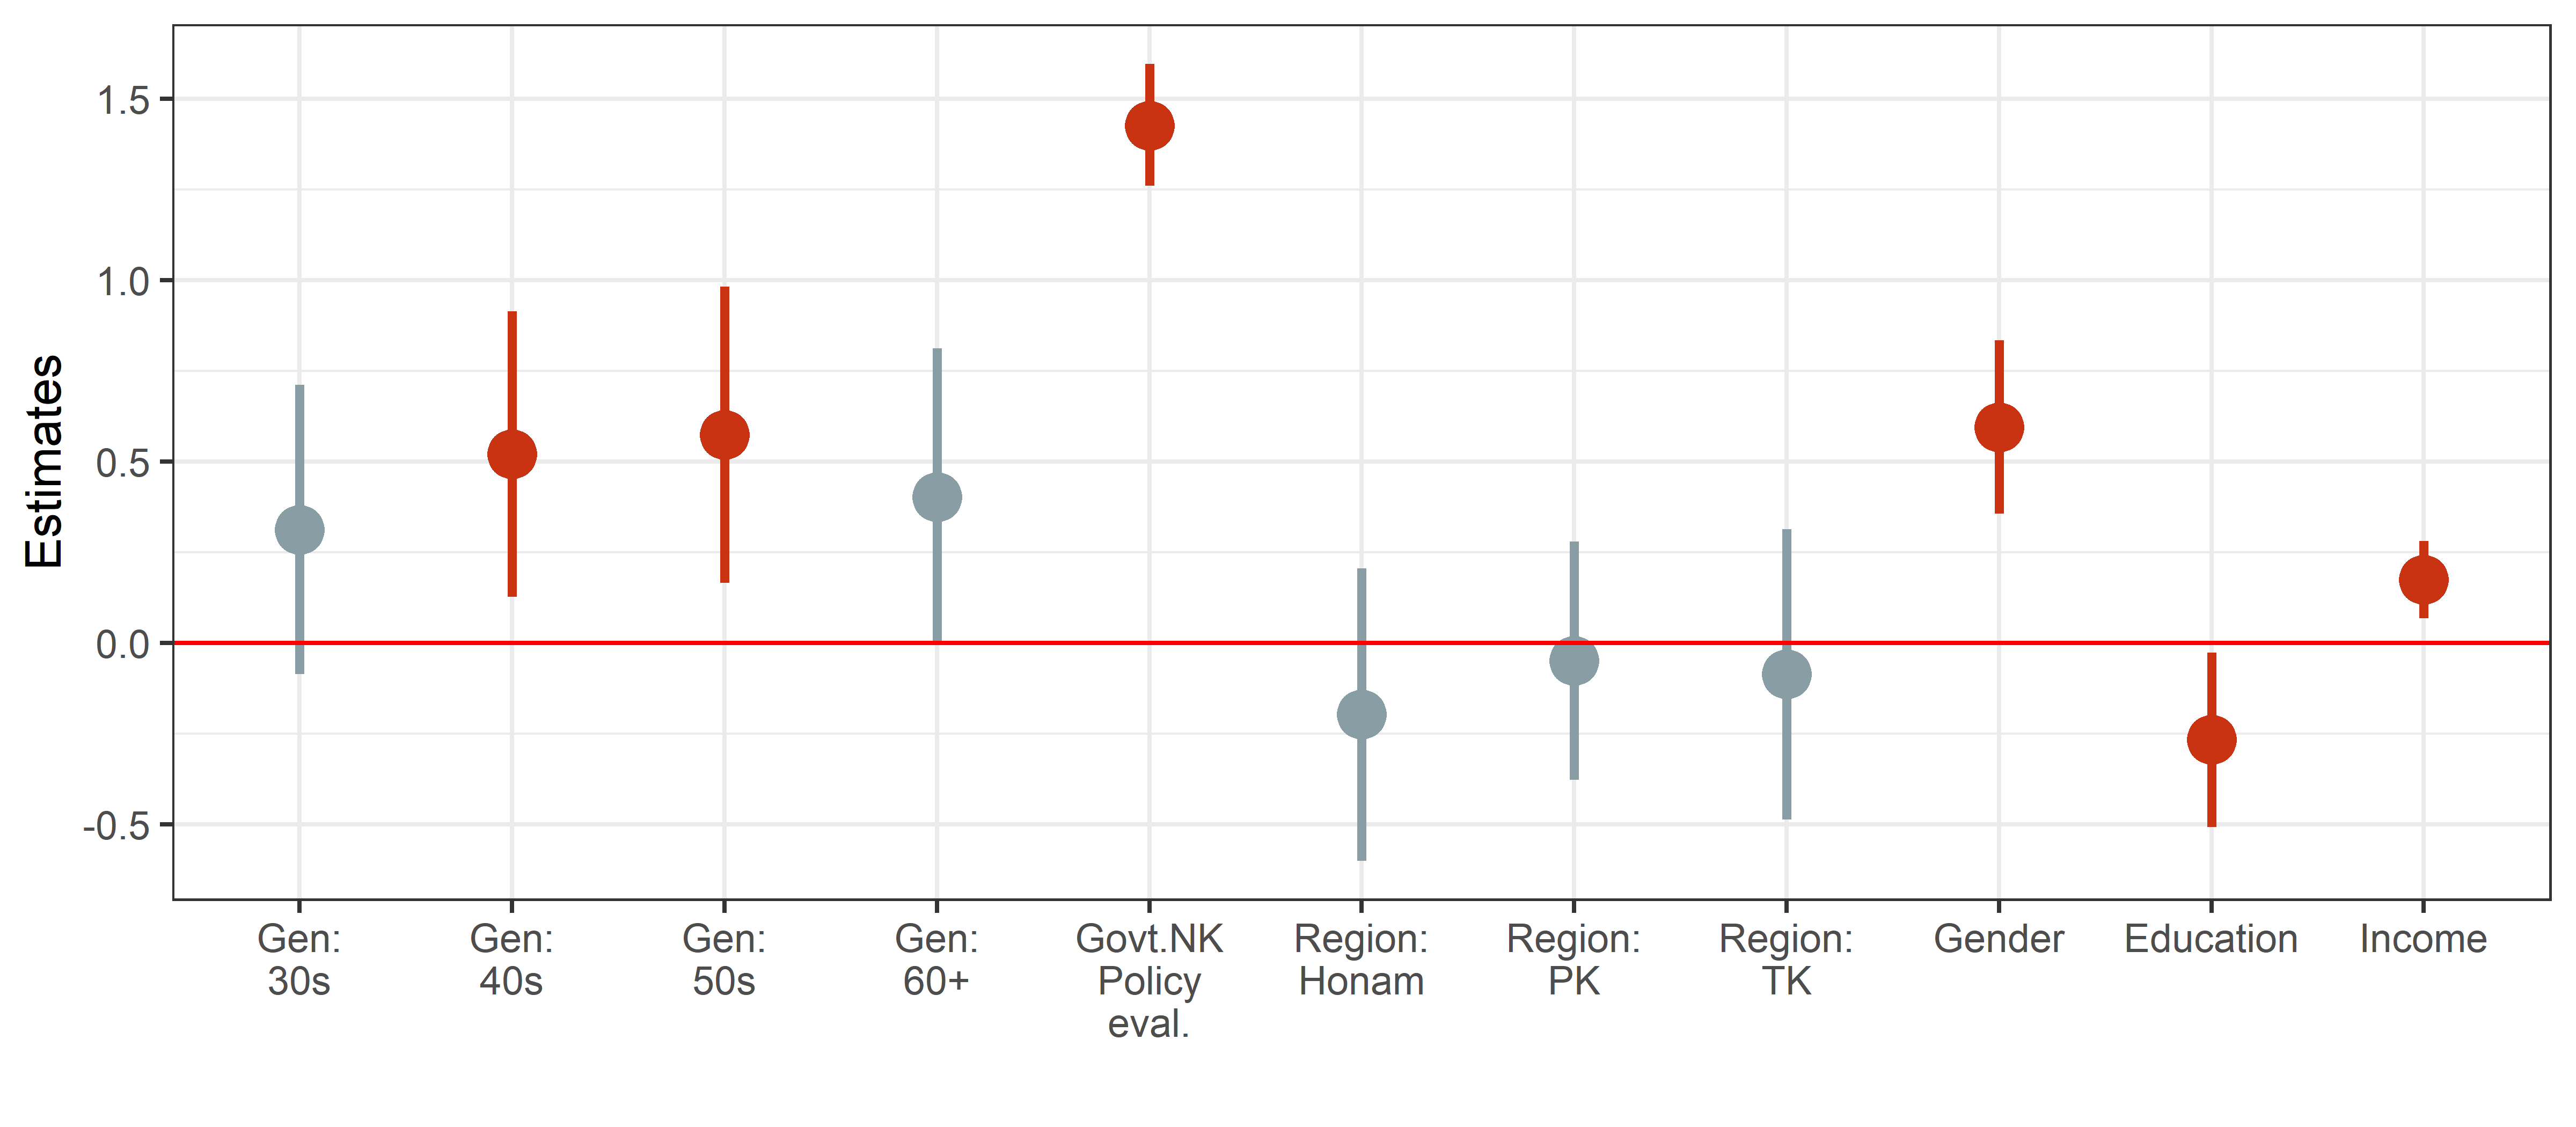 Estimates
1.5
1.0
0.5
0.0
-0.5
Gen:
30s
Gen:
40s
Gen:
50s
Gen:
60+
Govt.NK
Policy
eval.
Region:
Honam
Region:
PK
Region:
TK
Gender
Education
Income